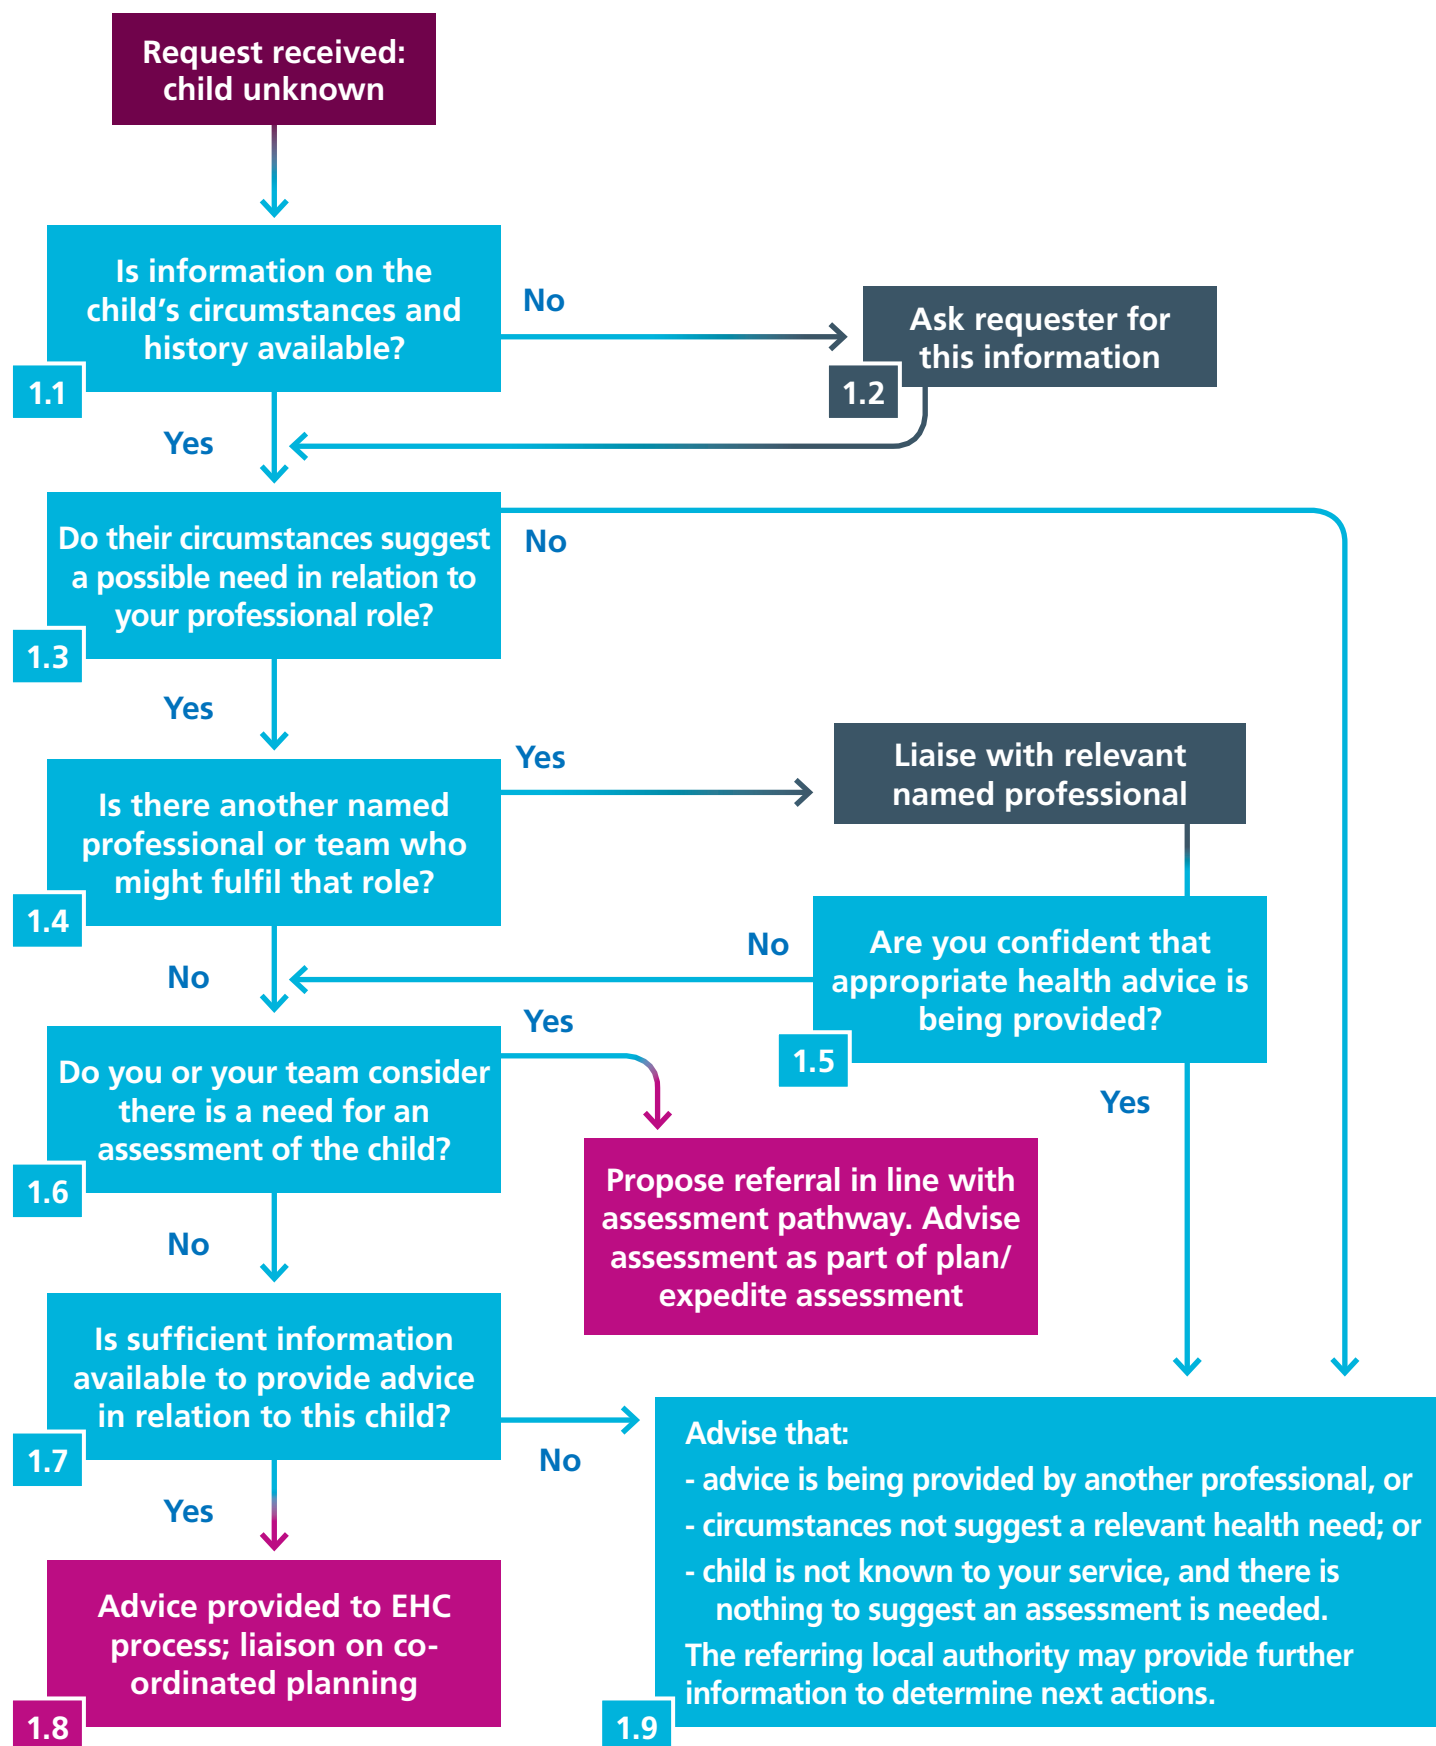 Request received:
child unknown
Is information on the
child's circumstances and
history available?
1.1
No
Ask requester for
this information
1.2
Yes
Do their circumstances suggest
a possible need in relation to
your professional role?
1.3
No
Yes
Is there another named
professional or team who
might fulfil that role?
1.4
Yes
Liaise with relevant
named professional
No
Are you confident that
appropriate health advice is
being provided?
1.5
No
Yes
Do you or your team consider
there is a need for an
assessment of the child?
1.6
Yes
Propose referral in line with
assessment pathway. Advise
assessment as part of plan/
expedite assessment
No
Is sufficient information
available to provide advice
in relation to this child?
1.7
No
Yes
Advice provided to EHC
process; liaison on co-
ordinated planning
1.8
Advise that:
- advice is being provided by another professional, or
- circumstances not suggest a relevant health need; or
- child is not known to your service, and there is
nothing to suggest an assessment is needed.
The referring local authority may provide further
information to determine next actions.
1.9